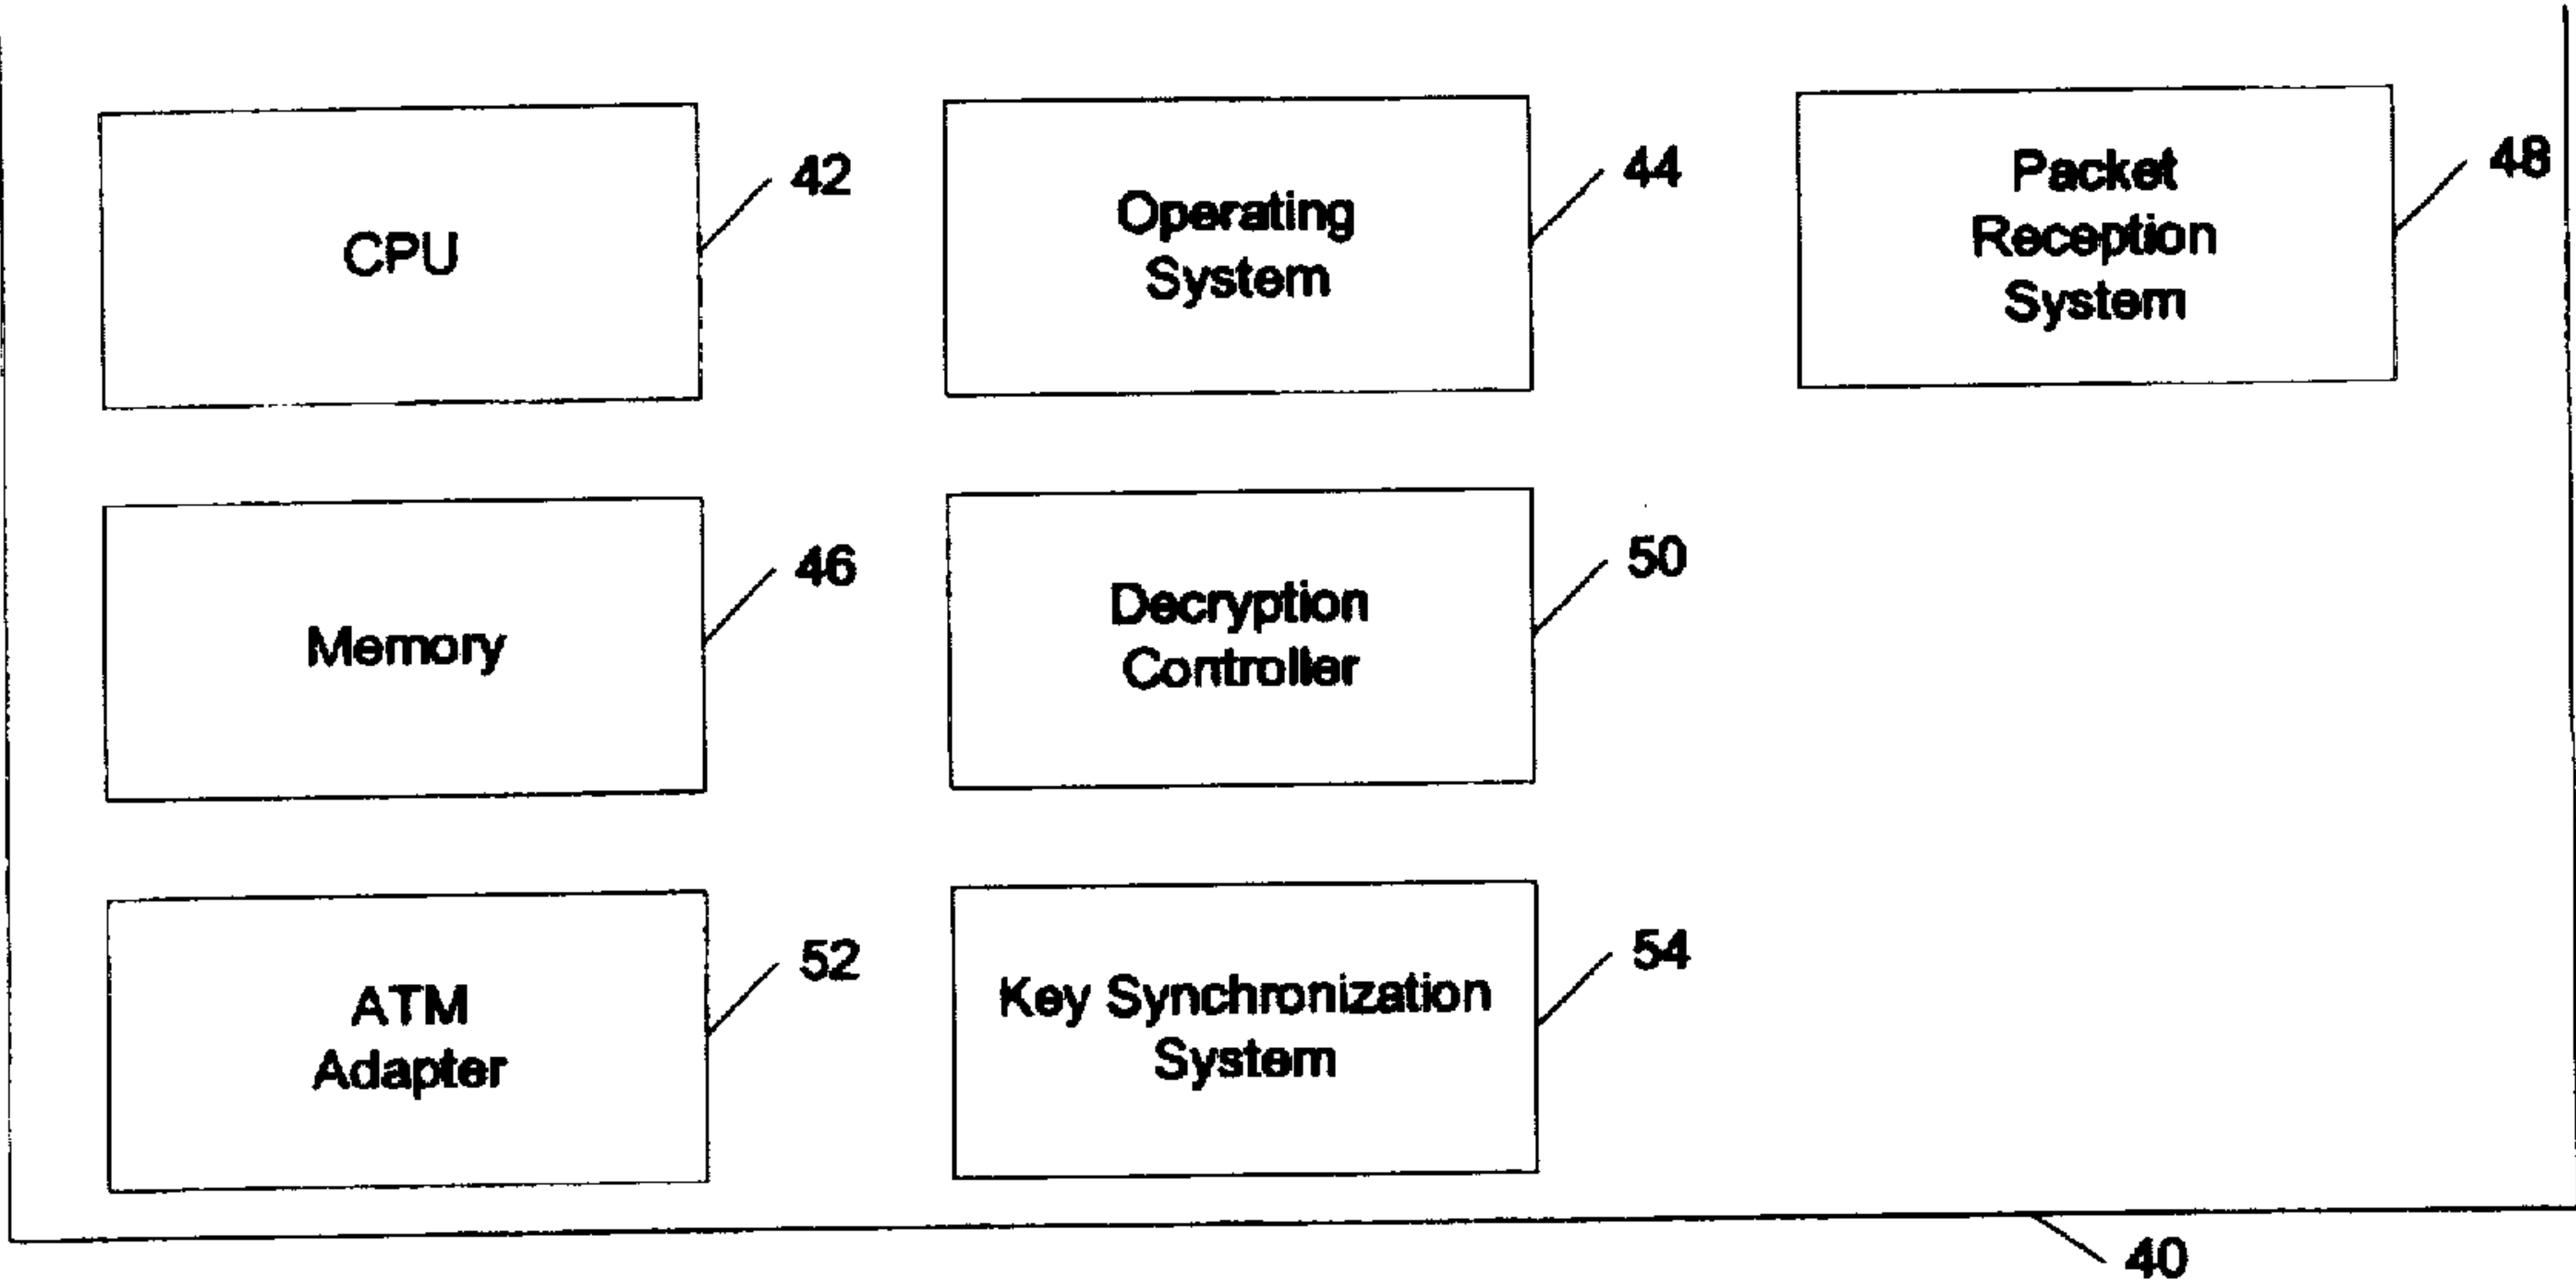 CPU
42
Operating
System
44
Packet
Reception
System
48
Memory
46
Decryption
Controller
50
ATM
Adapter
52
Key Synchronization
System
54
40